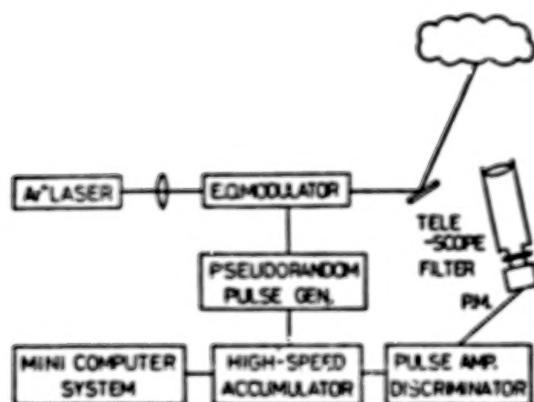 Ar⁺ LASER
E.O.MODULATOR
TELE
-SCOPE
FILTER
P.M.
PSEUDORANDOM
PULSE GEN.
MINI COMPUTER
SYSTEM
HIGH-SPEED
ACCUMULATOR
PULSE AMP.
DISCRIMINATOR